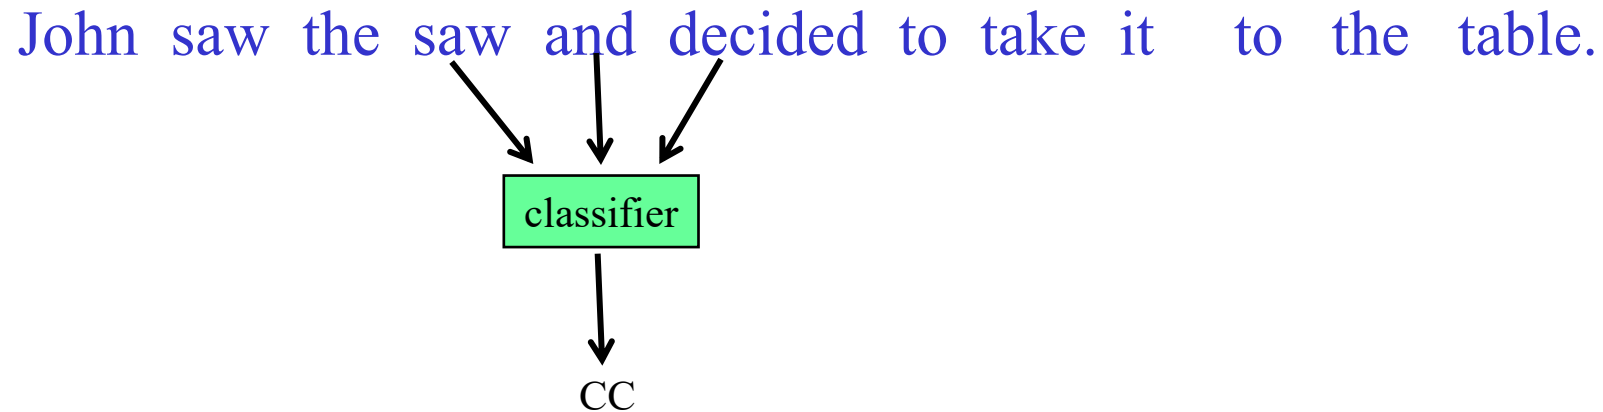 John saw the saw and decided to take it to the table.
classifier
CC